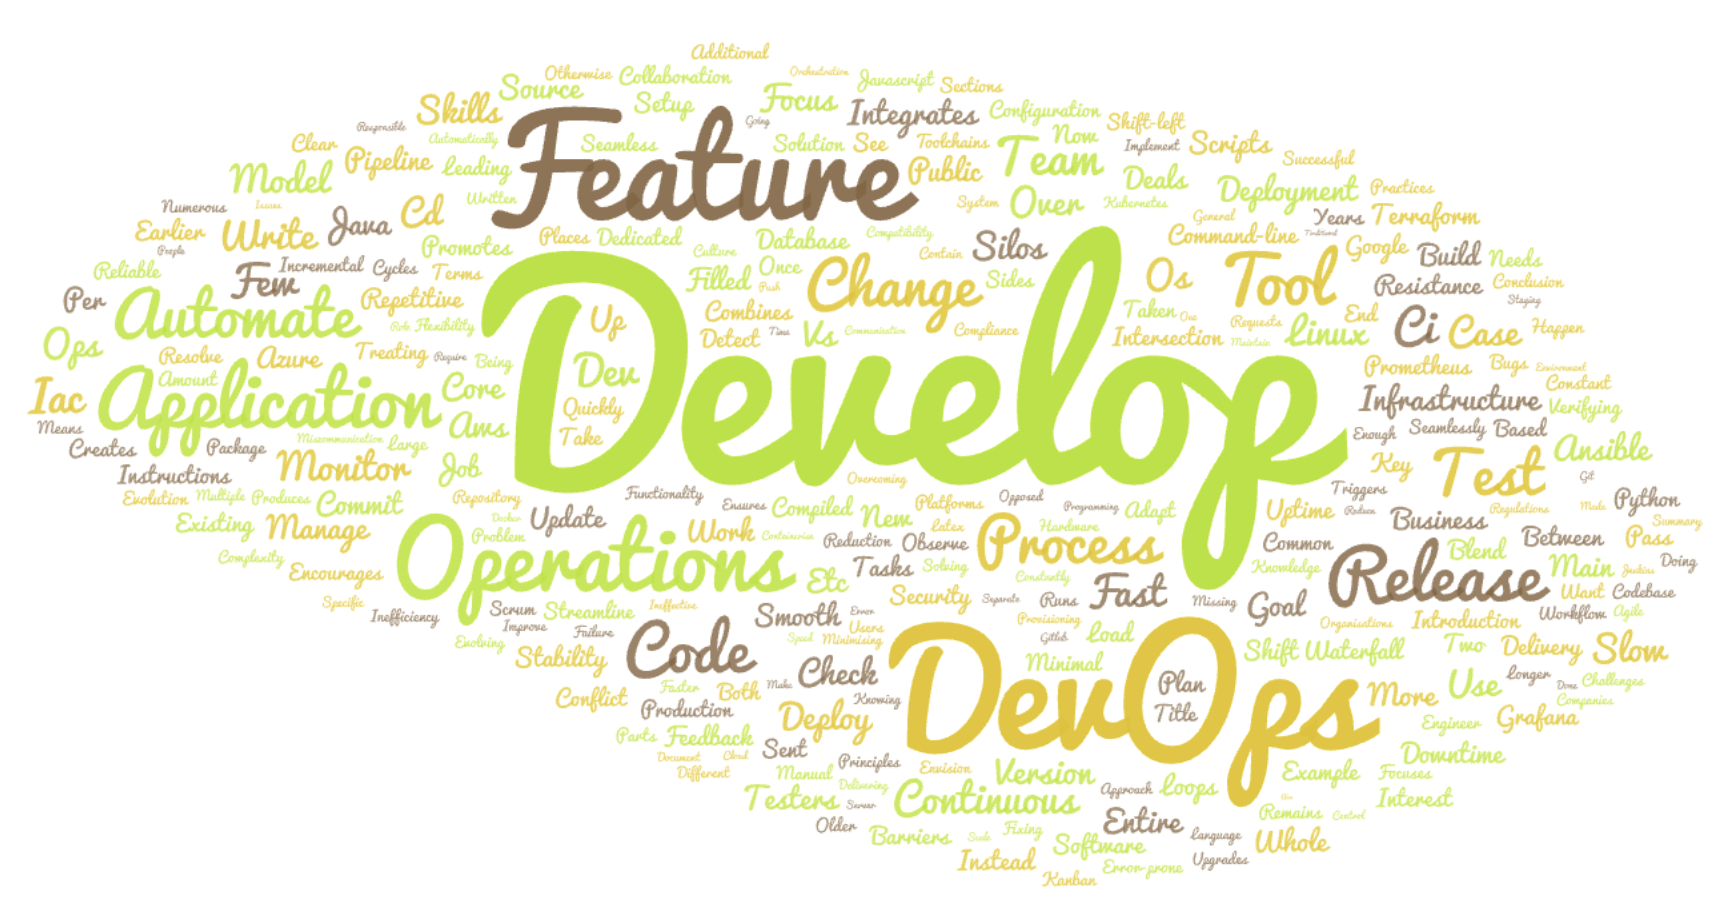 Additional
Otherwise
Collaboration
Orchestration
Javascript
Sections
Source
Setup
Focus
Skills
Integrates
Configuration
Going
Shift-left
Responsible
Automatically
Feature
Seamless
Solution
See
Toolchains
Now
Team
Implement
Scripts
Clear
Pipeline
Leading
Public
Successful
Model
Deals
Deployment
Practices
Written
System
Over
Kubernetes
Numerous
Issues
Java
Cd
General
Years
Terraform
Earlier
Write
Places
Dedicated
Compatibility
Database
Silos
Command-line
Traditional
Google
Build
Needs
People
Promotes
Culture
Contain
Reliable
Few
Incremental
Cycles
Terms
Filled
Once
Push
Change
Sides
Os
Tool
Resistance
Conclusion
Staging
Per
Automate
Repetitive
Combines
Taken
One
Requests
End
Ci
Case
Happen
Rob
Flexibility
Up
Develop
Detect
Time
Vs
Communication
Compliance
Intersection
Maintain
Linux
Ops
Resolve
Azure
Treating
Require
Being
Dev
Prometheus
Bugs
Environment
Amount
Application
Core
Constant
Iac
Quickly
Infrastructure
Verifying
Means
Aws
Take
Enough
Seamlessly
Based
Creates
Package
Miscommunication
Large
Ansible
Instructions
Monitor
Job
Key
Test
Git
Overcoming
Evolution
Multiple
Produces
Commit
Repository
Functionality
Ensures
Compiled
Platforms
Opposed
Programming
Adapt
Triggers
Uptime
Reduce
Regulations
Made
Python
Existing
Manage
Docker
Update
Work
Containerise
New
Latex
Hardware
Business
Summary
Complexity
Operations
Problem
Reduction
Observe
Process
Common
Blend
Between
Pass
Encourages
Etc
Tasks
Solving
Constantly
Knowledge
Release
Main
Jenkins
Doing
Specific
Inefficiency
Scrum
Streamline
Ineffective
Smooth
Error
Security
Separate
Runs
Fast
Missing
Goal
Want
Codebase
Improve
Failure
Users
Provisioning
Organisations
Introduction
Workflow
Agile
Evolving
Stability
Code
Speed
Minimising
DevOps
Github
Load
Shift
Waterfall
Two
Delivery
Slow
Check
Minimal
Conflict
Faster
Both
Make
Knowing
Plan
More
Use
Longer
Done
Challenges
Production
Deploy
Title
Engineer
Grafana
Companies
Parts
Feedback
Sent
Downtime
Document
Cloud
Different
Manual
Principles
Envision
Version
Example
Focuses
Testers
Delivering
Server
Continuous
Approach
Loops
Interest
Older
Barriers
Scale
Fixing
Entire
Language
Remains
Control
Instead
Software
Whole
Kanban
Error-prone
Upgrades